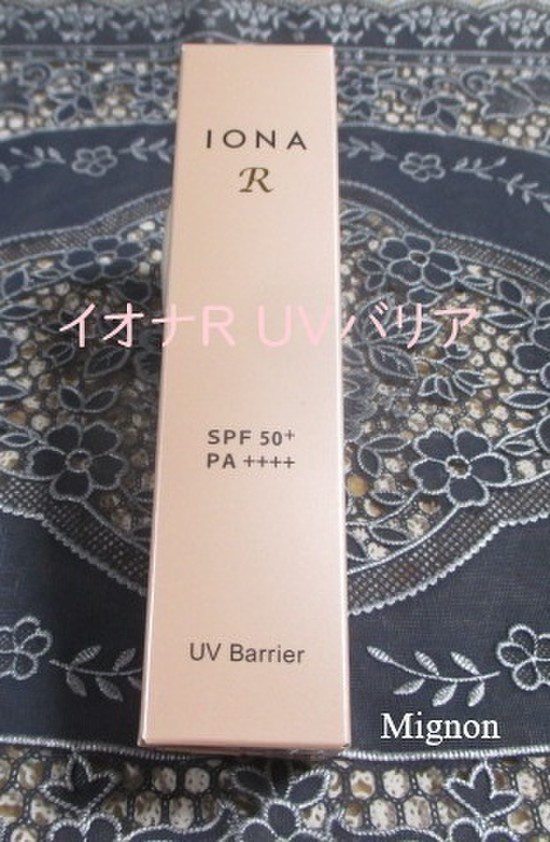 IONA
R
イオナR UVバリア
SPF 50+
PA ++++
UV Barrier
Mignon